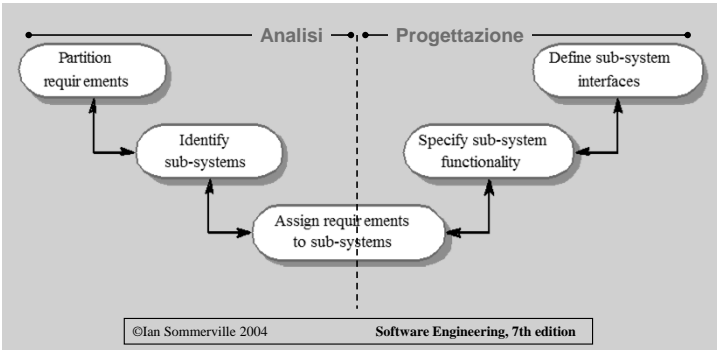 Analisi
Progettazione
Partition
requir ements
Define sub-system
interfaces
Identify
sub-systems
Specify sub-system
functionality
Assign requir ements
to sub-systems
©Ian Sommerville 2004 Software Engineering, 7th edition